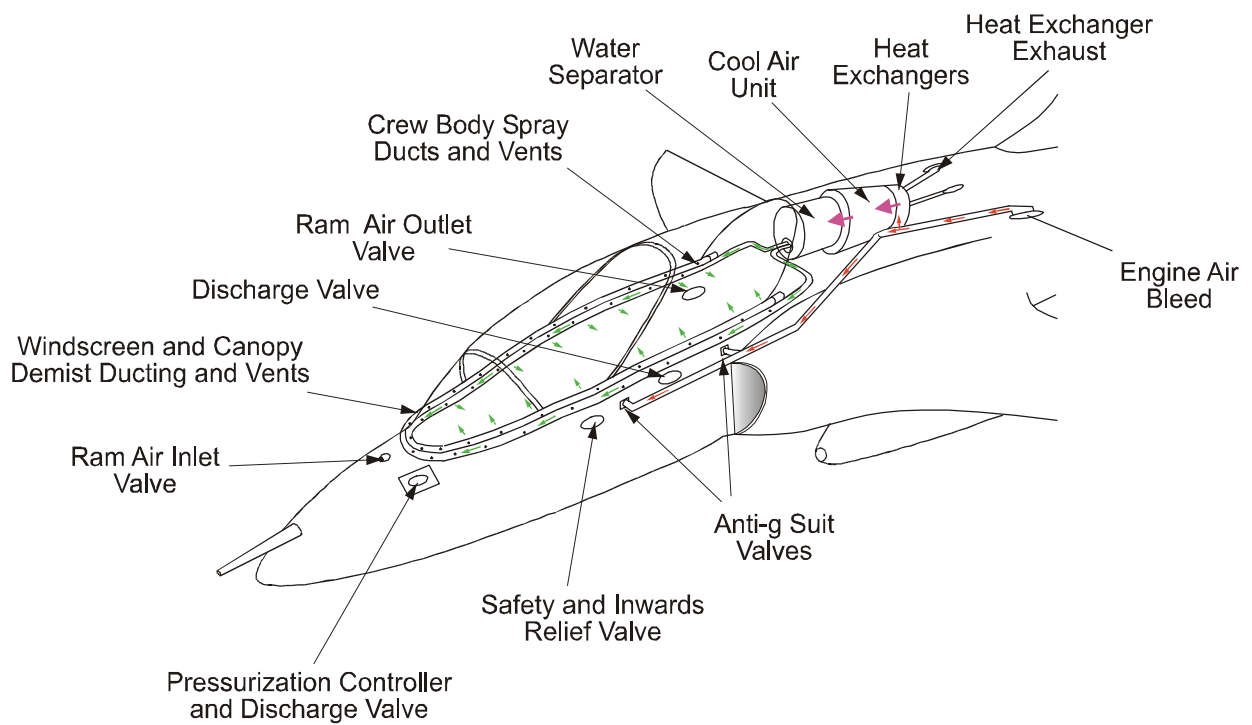 Heat Exchanger
Exhaust
Heat
Exchangers
Cool Air
Unit
Water
Separator
Crew Body Spray
Ducts and Vents
Ram Air Outlet
Valve
Discharge Valve
Engine Air
Bleed
Windscreen and Canopy
Demist Ducting and Vents
Ram Air Inlet
Valve
Anti-g Suit
Valves
Safety and Inwards
Relief Valve
Pressurization Controller
and Discharge Valve